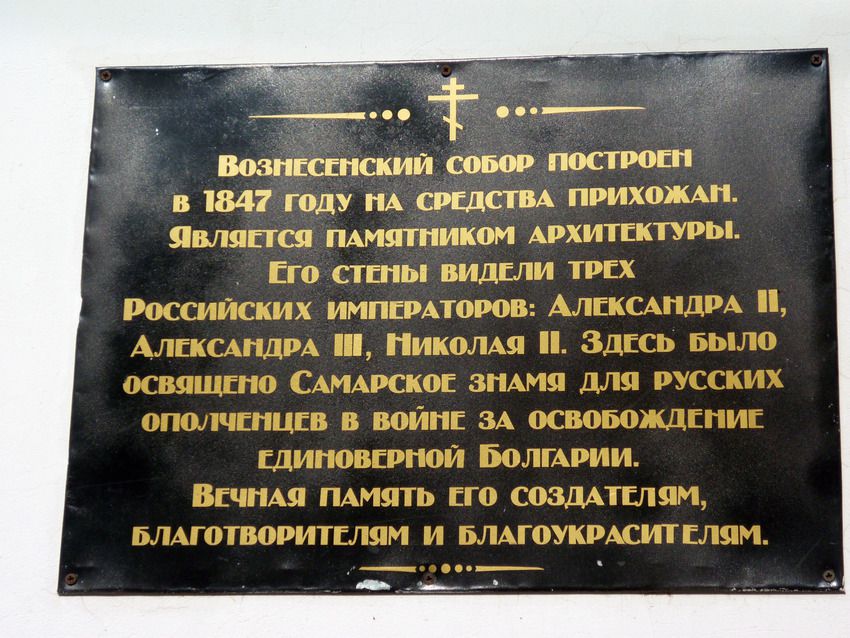 Вознесенский собор построен
в 1847 году на средства прихожан.
Является памятником архитектуры.
Его стены видели трех
Российских императоров: Александра II,
Александра III, Николая II. Здесь было
освящено Самарское знамя для русских
ополченцев в войне за освобождение
единоверной Болгарии.
Вечная память его создателям,
благотворителям и благоукрасителям.